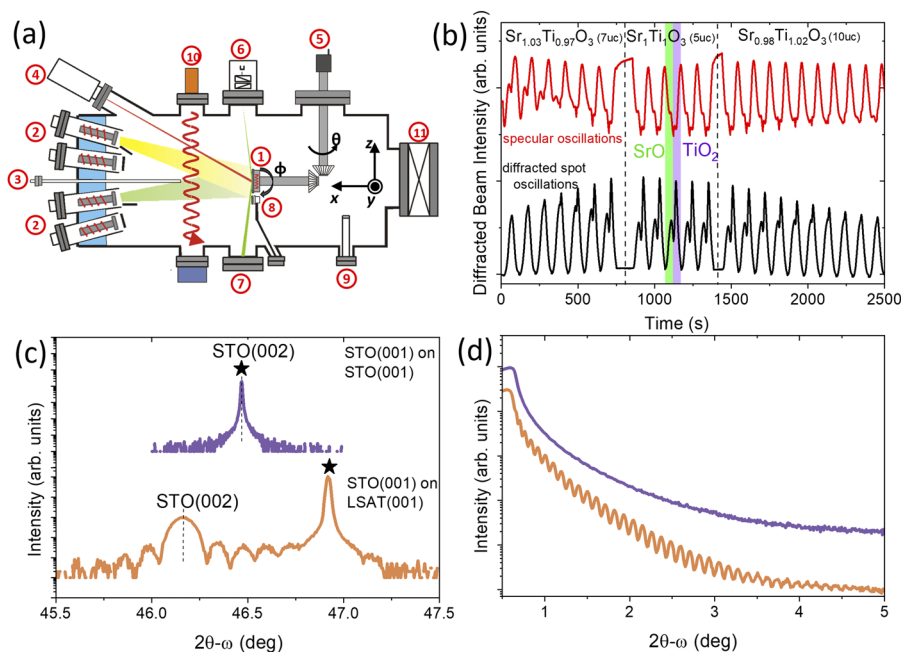 (a)
6
5
4
10
2
1
ϕ
θ
z
11
3
x
y
8
2
7
9
(b)
Diffracted Beam Intensity (arb. units)
Sr1.03Ti0.97O3 (7uc) Sr1Ti1O3 (5uc) Sr0.98Ti1.02O3 (10uc)
specular oscillations
SrO TiO2
diffracted spot
oscillations
0 500 1000 1500 2000 2500
Time (s)
(c)
Intensity (arb. units)
STO(002)
STO(001) on
STO(001)
STO(002)
STO(001) on
LSAT(001)
45.5 46.0 46.5 47.0 47.5
2θ-ω (deg)
(d)
Intensity (arb. units)
1 2 3 4 5
2θ-ω (deg)